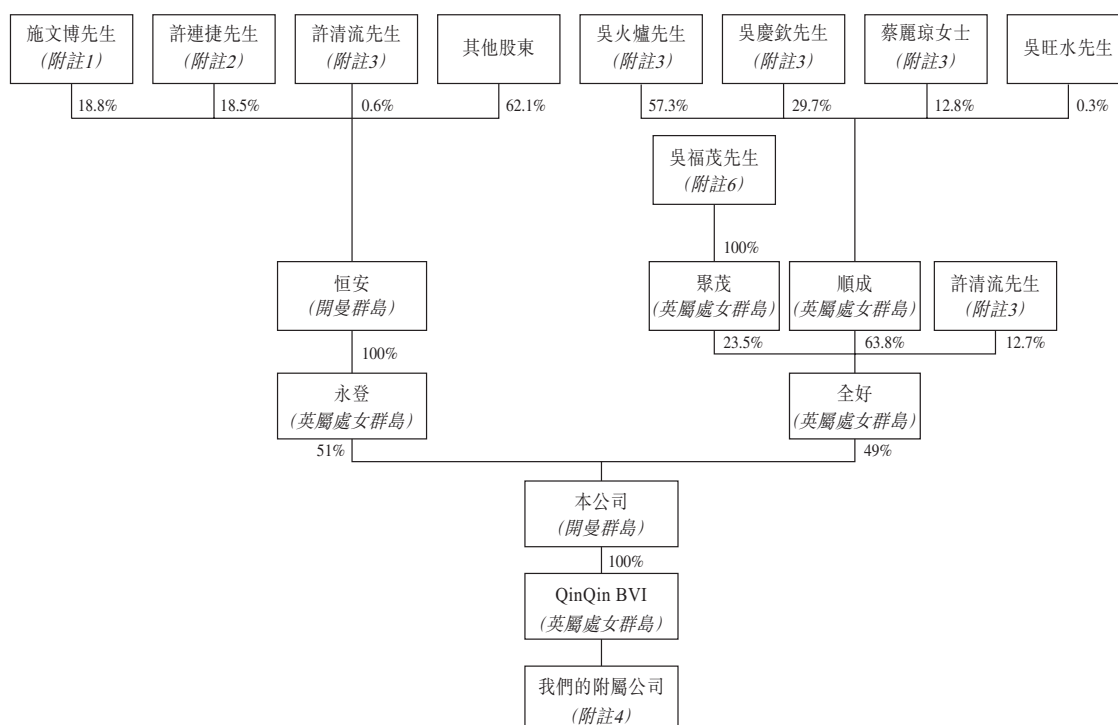 施文博先生
(附註1)
許連捷先生
(附註2)
許清流先生
(附註3)
其他股東
吳火爐先生
(附註3)
吳慶欽先生
(附註3)
蔡麗琼女士
(附註3)
吳旺水先生
18.8%
18.5%
0.6%
62.1%
57.3%
29.7%
12.8%
0.3%
吳福茂先生
(附註6)
100%
恒安
(開曼群島)
聚茂
(英屬處女群島)
順成
(英屬處女群島)
許清流先生
(附註3)
100%
23.5%
63.8%
12.7%
永登
(英屬處女群島)
全好
(英屬處女群島)
51%
49%
本公司
(開曼群島)
100%
QinQin BVI
(英屬處女群島)
我們的附屬公司
(附註4)